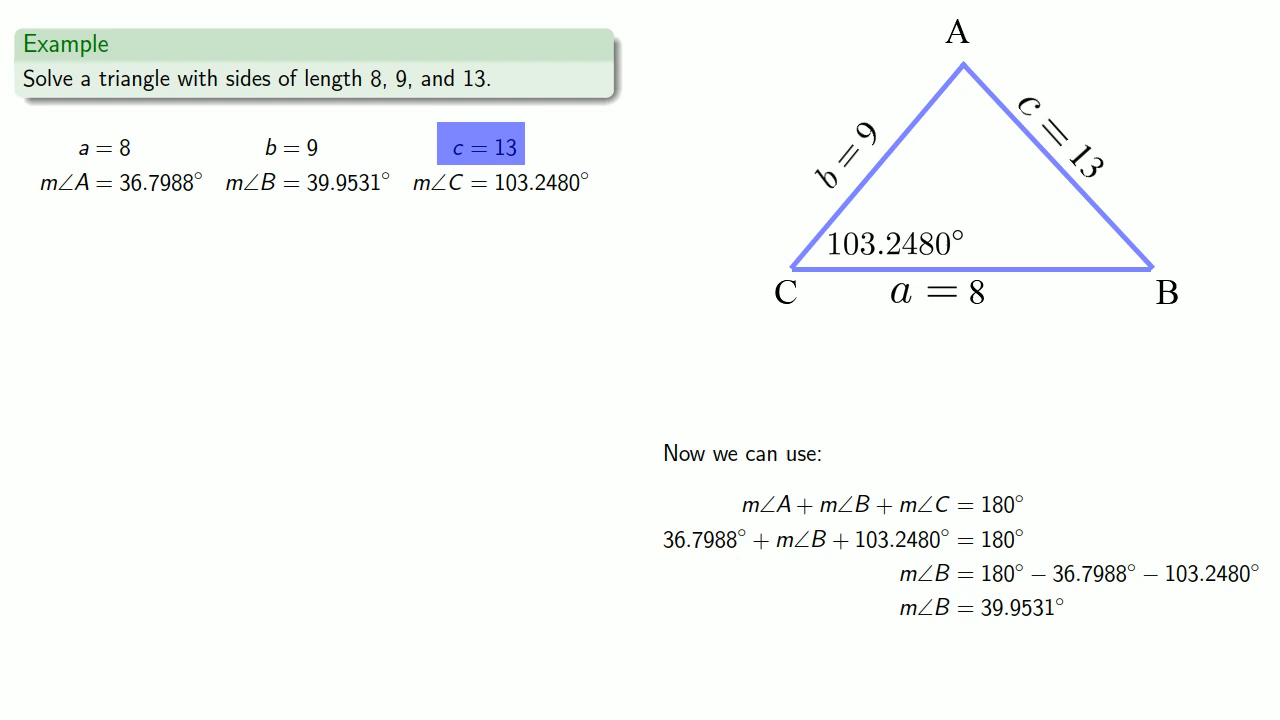 Example
Solve a triangle with sides of length 8, 9, and 13.
a = 8 b = 9 c = 13
m∠A = 36.7988° m∠B = 39.9531° m∠C = 103.2480°
A
b = 9
c = 13
103.2480°
C
a = 8
B
Now we can use:
m∠A + m∠B + m∠C = 180°
36.7988° + m∠B + 103.2480° = 180°
m∠B = 180° − 36.7988° − 103.2480°
m∠B = 39.9531°